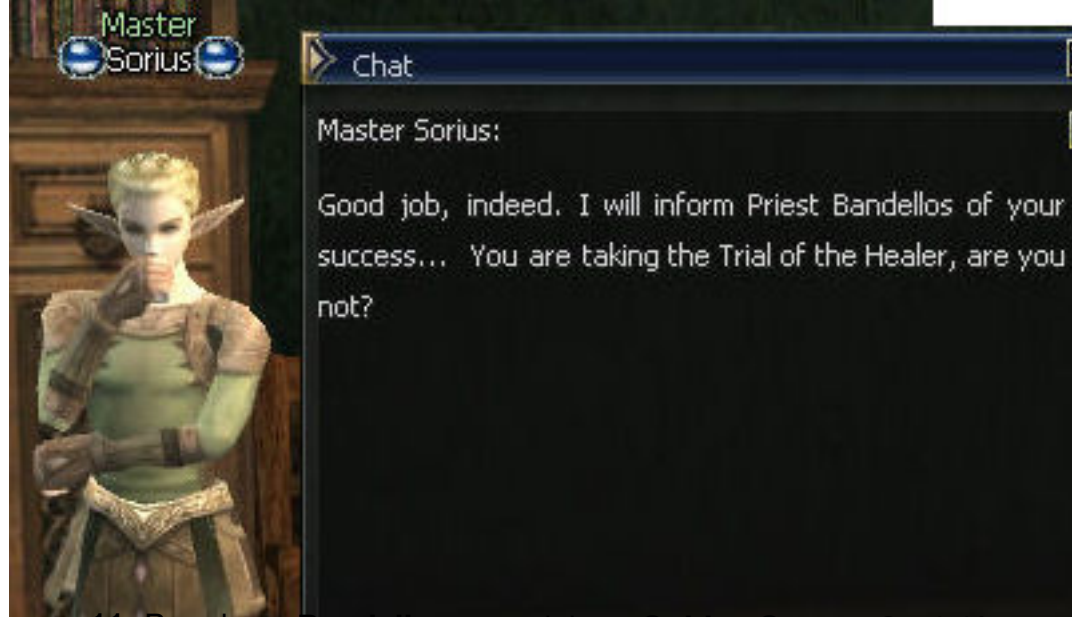 Master
Sorius
Chat
Master Sorius:
Good job, indeed. I will inform Priest Bandellos of your
success... You are taking the Trial of the Healer, are you
not?